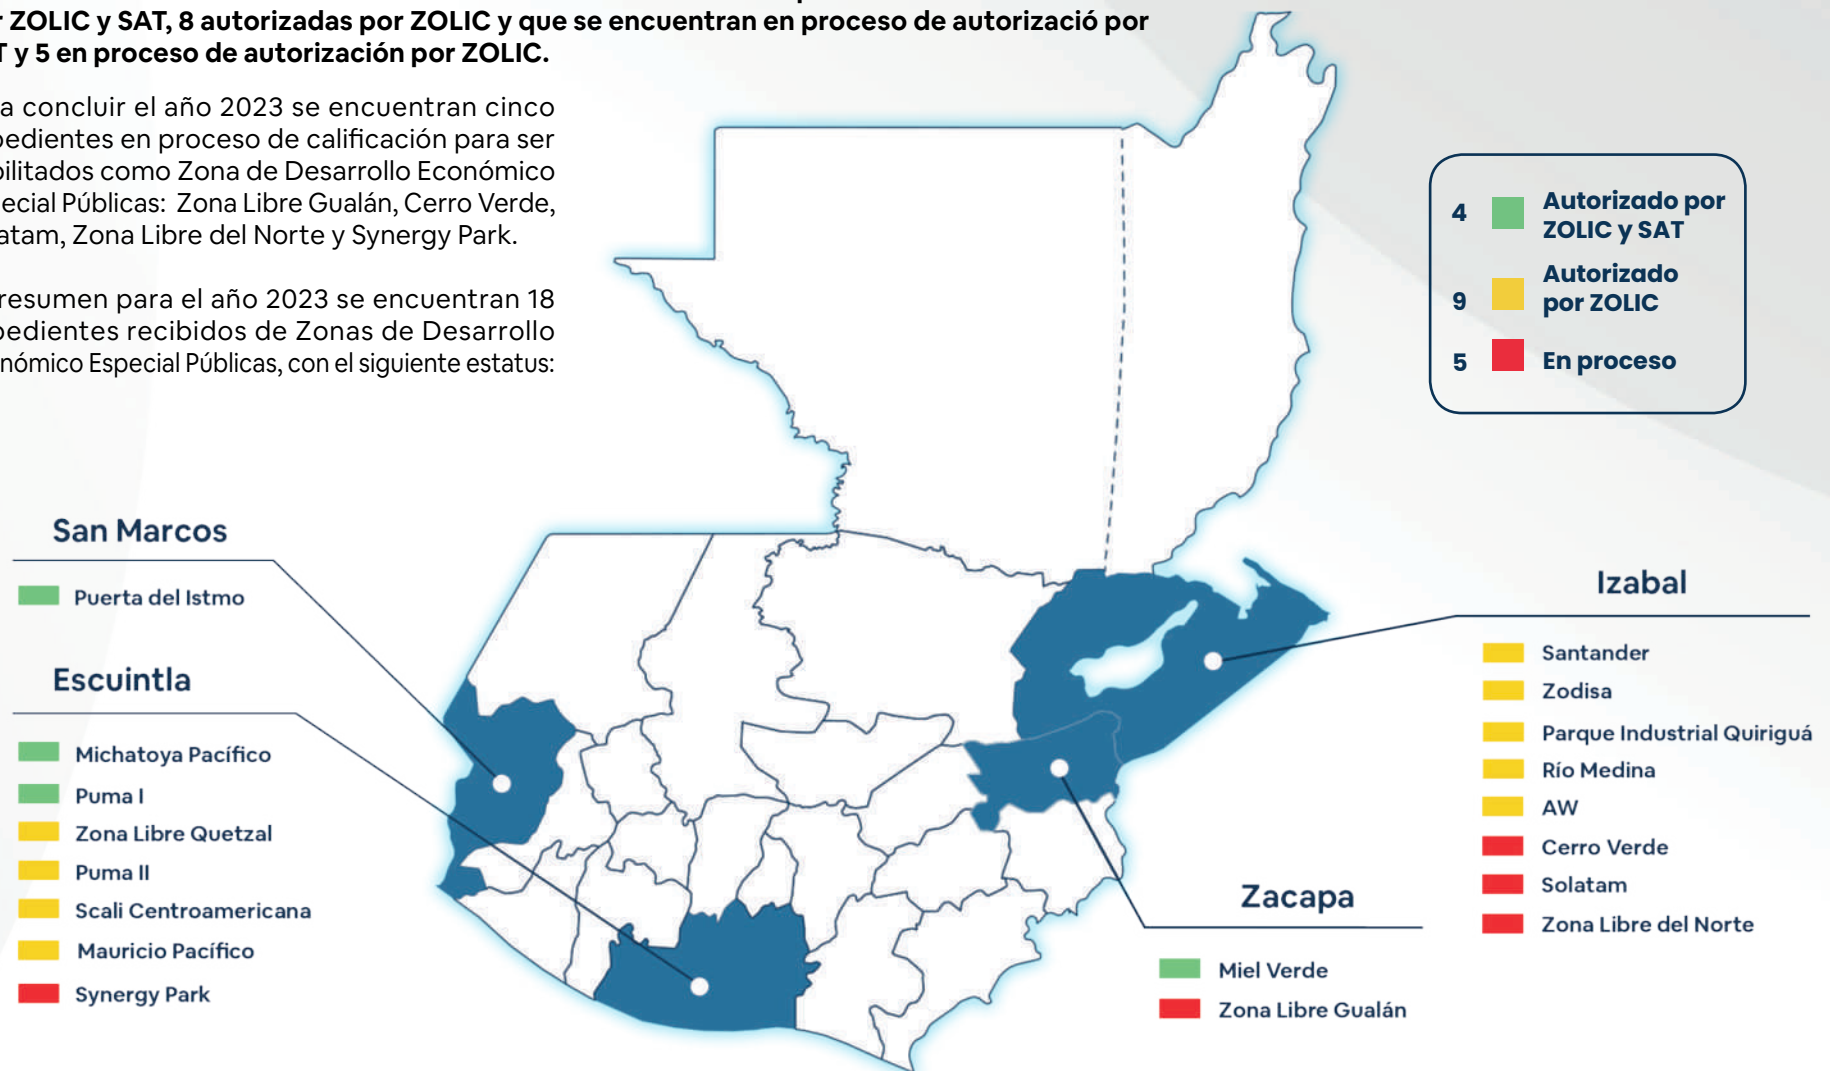 ZOLIC y SAT, 8 autorizadas por ZOLIC y que se encuentran en proceso de autorizació por
y 5 en proceso de autorización por ZOLIC.
a concluir el año 2023 se encuentran cinco
pedientes en proceso de calificación para ser
bilitados como Zona de Desarrollo Económico
pecial Públicas: Zona Libre Gualán, Cerro Verde,
latam, Zona Libre del Norte y Synergy Park.
resumen para el año 2023 se encuentran 18
pedientes recibidos de Zonas de Desarrollo
onómico Especial Públicas, con el siguiente estatus:
4 Autorizado por
ZOLIC y SAT
9 Autorizado
por ZOLIC
5 En proceso
San Marcos
Puerta del Istmo
Escuintla
Michatoya Pacífico
Puma I
Zona Libre Quetzal
Puma II
Scali Centroamericana
Mauricio Pacífico
Synergy Park
Izabal
Santander
Zodisa
Parque Industrial Quiriguá
Río Medina
AW
Cerro Verde
Solatam
Zona Libre del Norte
Zacapa
Miel Verde
Zona Libre Gualán